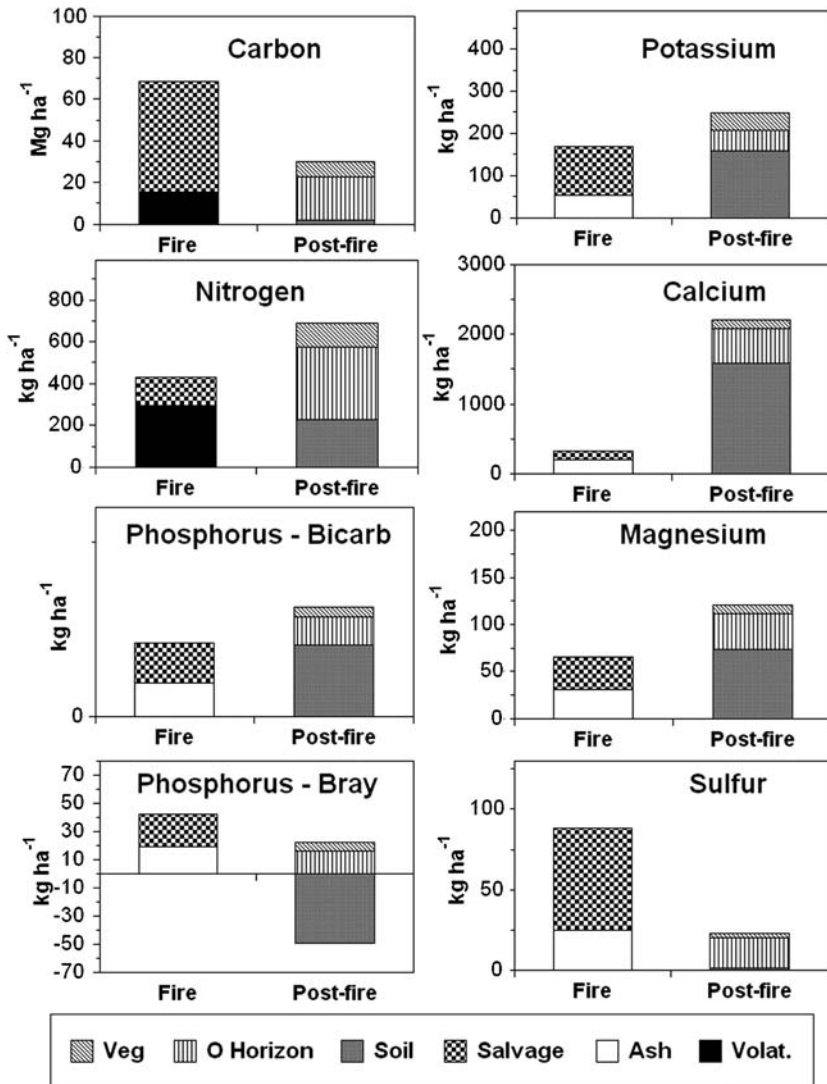 Carbon
Mg ha⁻¹
100
80
60
40
20
0
Fire
Post-fire
Potassium
kg ha⁻¹
400
300
200
100
0
Fire
Post-fire
Nitrogen
kg ha⁻¹
800
600
400
200
0
Fire
Post-fire
Calcium
kg ha⁻¹
3000
2000
1000
0
Fire
Post-fire
Phosphorus - Bicarb
kg ha⁻¹
0
Fire
Post-fire
Magnesium
kg ha⁻¹
200
150
100
50
0
Fire
Post-fire
Phosphorus - Bray
kg ha⁻¹
70
50
30
10
-10
-30
-50
-70
Fire
Post-fire
Sulfur
kg ha⁻¹
100
50
0
Fire
Post-fire
Veg
O Horizon
Soil
Salvage
Ash
Volat.